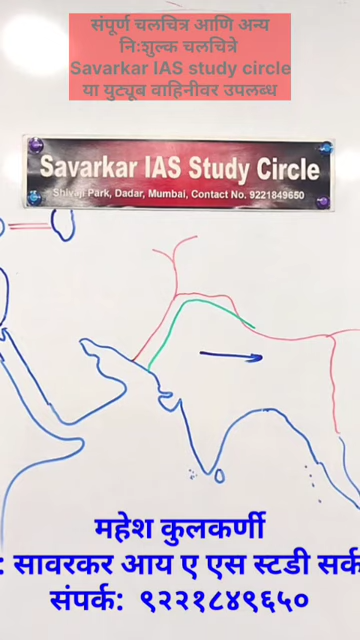 संपूर्ण चलचित्र आणि अन्य
निःशुल्क चलचित्रे
Savarkar IAS study circle
या युट्यूब वाहिनीवर उपलब्ध
Savarkar IAS Study Circle
Shivaji Park, Dadar, Mumbai, Contact No. 9221849650
महेश कुलकर्णी
: सावरकर आय ए एस स्टडी सर्क
संपर्क: ९२२१८४९६५०